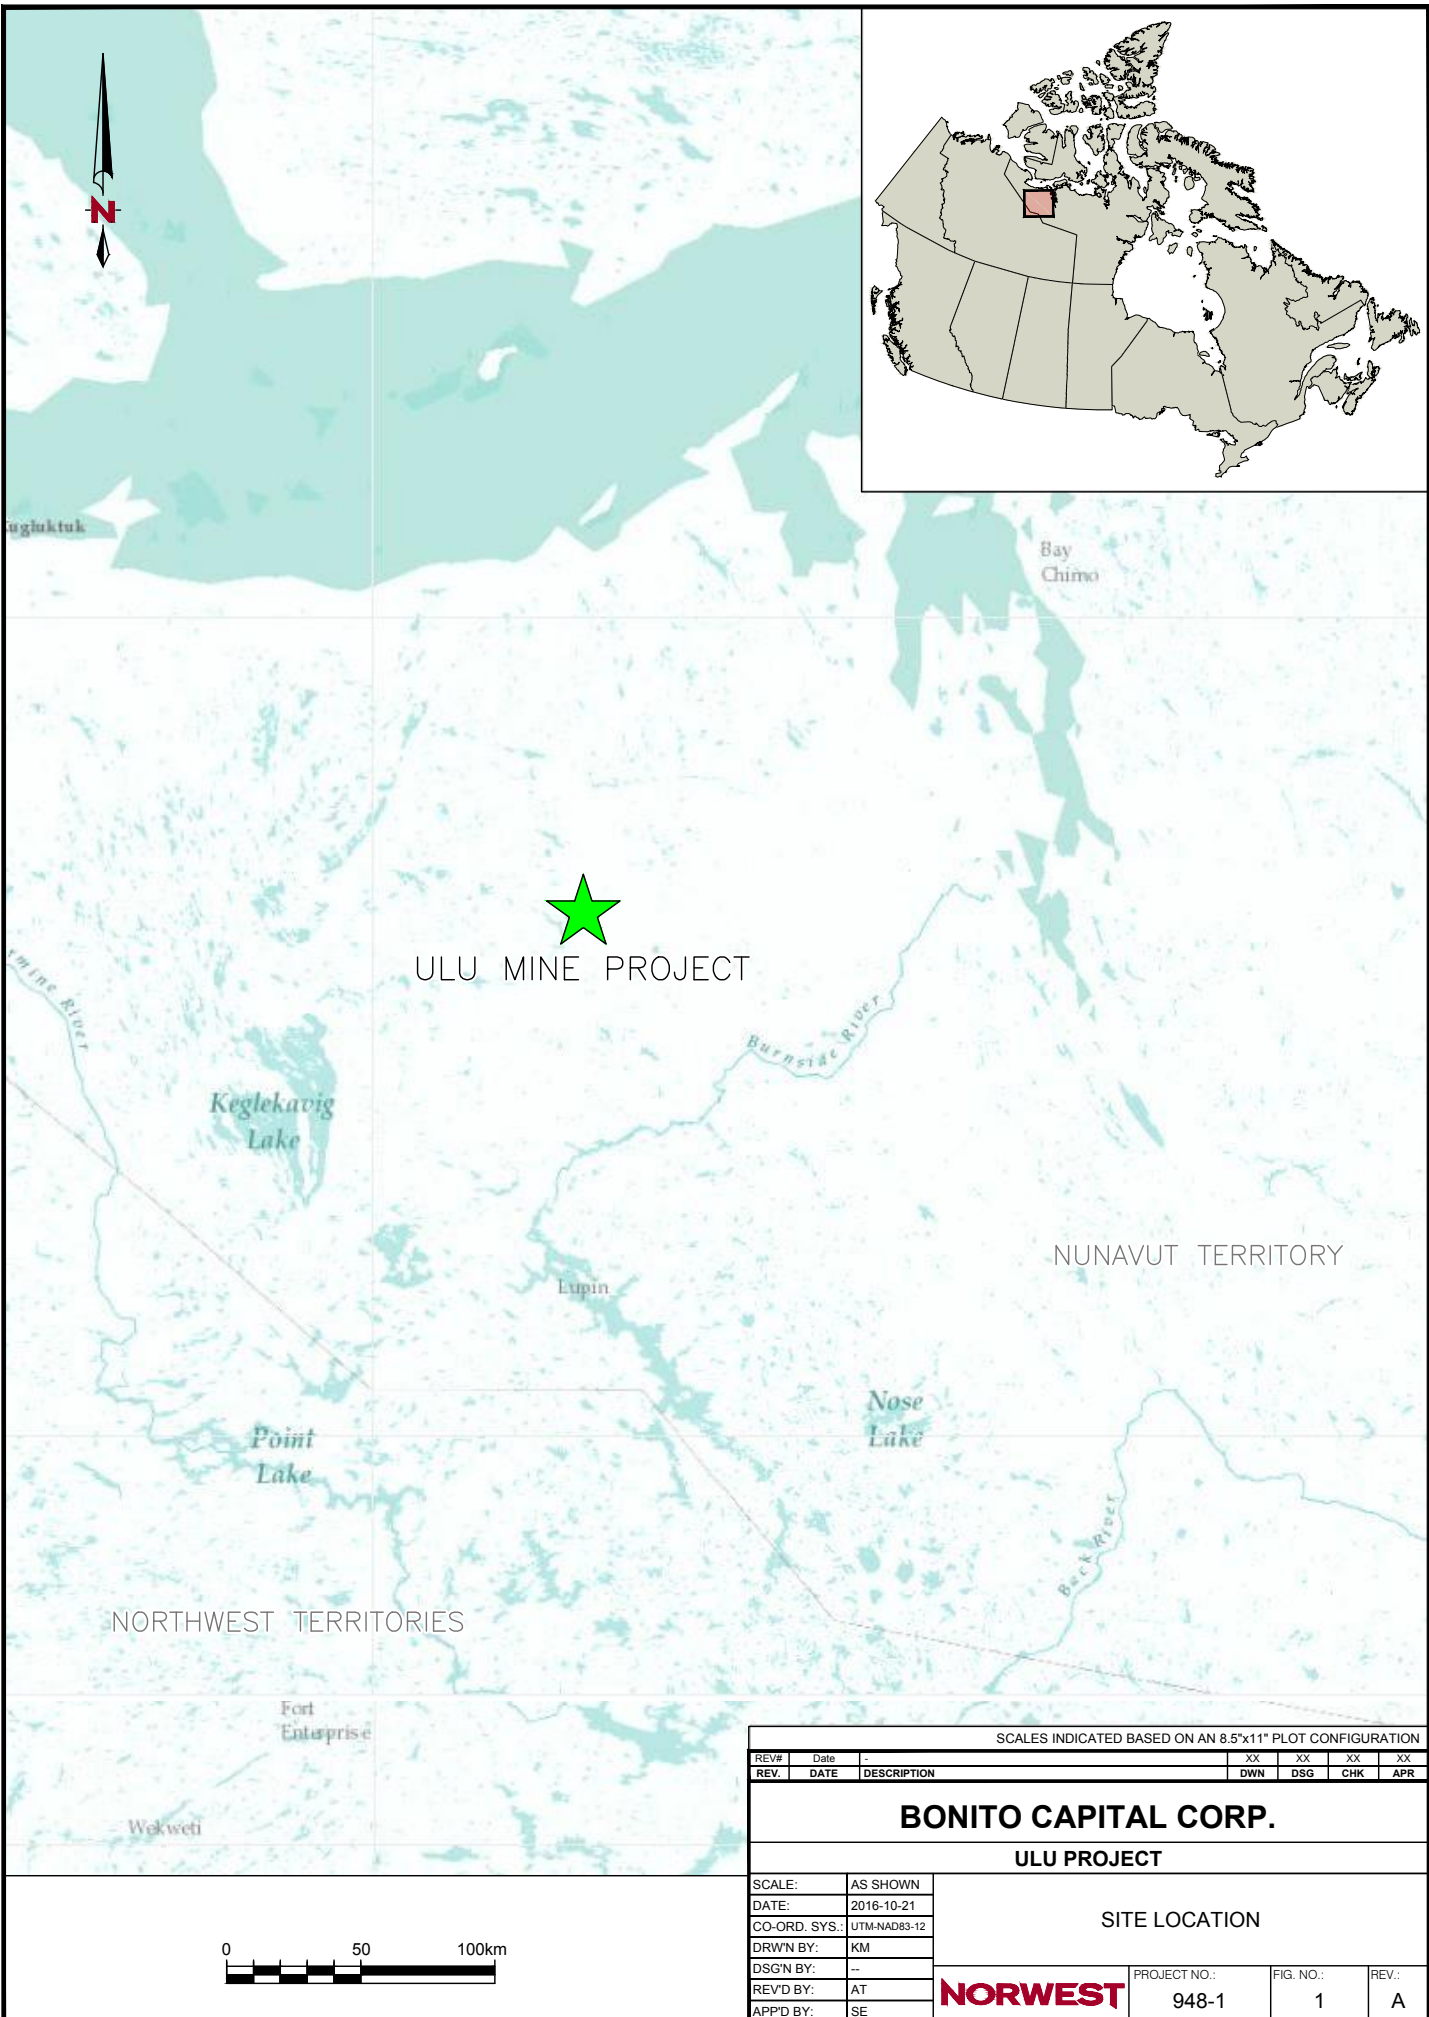 N
ugluktuk
Bay
Chimo
ULU MINE PROJECT
mine River
Burnside River
Keglekavig
Lake
NUNAVUT TERRITORY
Lupin
Nose
Lake
Point
Lake
Back River
NORTHWEST TERRITORIES
Fort
Enterprise
Wekweti
0 50 100km
SCALES INDICATED BASED ON AN 8.5"x11" PLOT CONFIGURATION
REV# Date - XX XX XX XX
REV. DATE DESCRIPTION DWN DSG CHK APR
BONITO CAPITAL CORP.
ULU PROJECT
SCALE: AS SHOWN
DATE: 2016-10-21
CO-ORD. SYS.: UTM-NAD83-12
DRW'N BY: KM
DSG'N BY: --
REV'D BY: AT
APP'D BY: SE
SITE LOCATION
NORWEST
PROJECT NO.: 948-1
FIG. NO.: 1
REV.: A